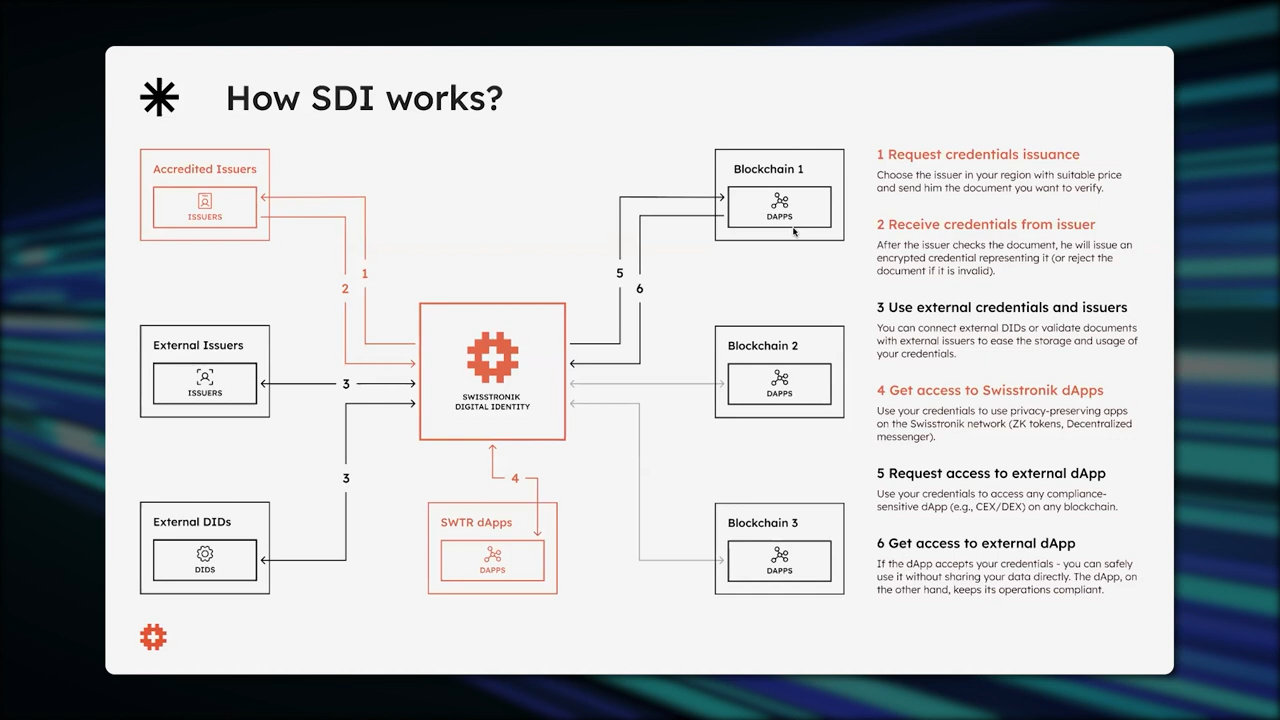 How SDI works?
Accredited Issuers
ISSUERS
1
2
External Issuers
ISSUERS
3
External DIDs
DIDS
3
SWISSTRONIK
DIGITAL IDENTITY
4
SWTR dApps
DAPPS
5
6
Blockchain 1
DAPPS
Blockchain 2
DAPPS
Blockchain 3
DAPPS
1 Request credentials issuance
Choose the issuer in your region with suitable price
and send him the document you want to verify.
2 Receive credentials from issuer
After the issuer checks the document, he will issue an
encrypted credential representing it (or reject the
document if it is invalid).
3 Use external credentials and issuers
You can connect external DIDs or validate documents
with external issuers to ease the storage and usage of
your credentials.
4 Get access to Swisstronik dApps
Use your credentials to use privacy-preserving apps
on the Swisstronik network (ZK tokens, Decentralized
messenger).
5 Request access to external dApp
Use your credentials to access any compliance-
sensitive dApp (e.g., CEX/DEX) on any blockchain.
6 Get access to external dApp
If the dApp accepts your credentials - you can safely
use it without sharing your data directly. The dApp, on
the other hand, keeps its operations compliant.